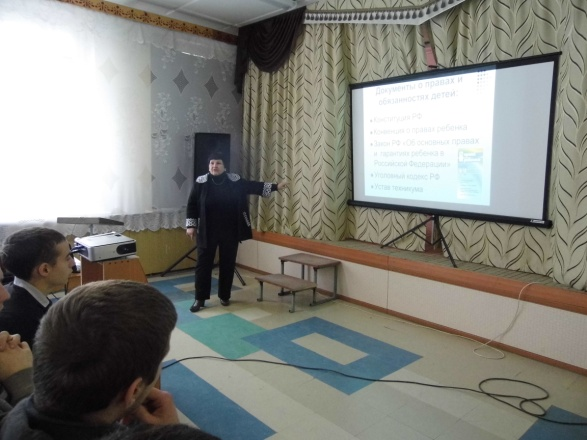 Документы о правах и
обязанностях детей:
Конституция РФ
Конвенция о правах ребенка
Закон РФ «Об основных правах
и гарантиях ребенка в
Российской Федерации»
Уголовный кодекс РФ
Устав техникума